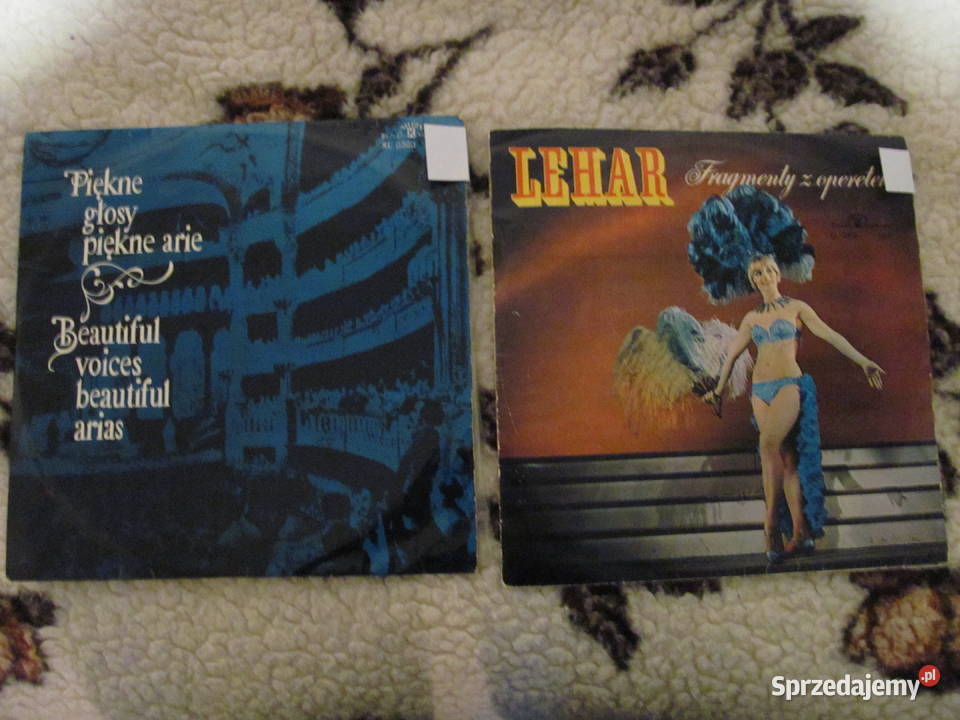 Piękne
głosy
piękne arie
Beautiful
voices
beautiful
arias
LEHAR
Fragmenty z operetek
Sprzedajemy.pl